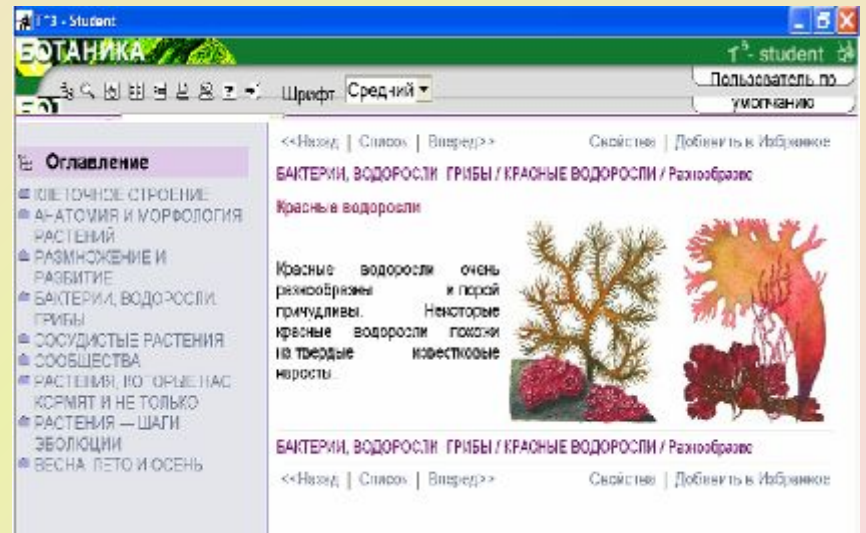 T^3 - Student
БОТАНИКА
T^3- student
Шрифт Средний
Пользователь по
умолчанию
Оглавление
КЛЕТОЧНОЕ СТРОЕНИЕ
АНАТОМИЯ И МОРФОЛОГИЯ
РАСТЕНИЙ
РАЗМНОЖЕНИЕ И
РАЗВИТИЕ
БАКТЕРИИ, ВОДОРОСЛИ,
ГРИБЫ
СОСУДИСТЫЕ РАСТЕНИЯ
СООБЩЕСТВА
РАСТЕНИЯ, КОТОРЫЕ НАС
КОРМЯТ И НЕ ТОЛЬКО
РАСТЕНИЯ — ШАГИ
ЭВОЛЮЦИИ
ВЕСНА, ЛЕТО И ОСЕНЬ
<<Назад | Список | Вперед>> Свойства | Добавить в Избранное
БАКТЕРИИ, ВОДОРОСЛИ, ГРИБЫ / КРАСНЫЕ ВОДОРОСЛИ / Разнообразие
Красные водоросли
Красные водоросли очень
разнообразны и порой
причудливы. Некоторые
красные водоросли похожи
на твердые известковые
наросты.
БАКТЕРИИ, ВОДОРОСЛИ, ГРИБЫ / КРАСНЫЕ ВОДОРОСЛИ / Разнообразие
<<Назад | Список | Вперед>> Свойства | Добавить в Избранное